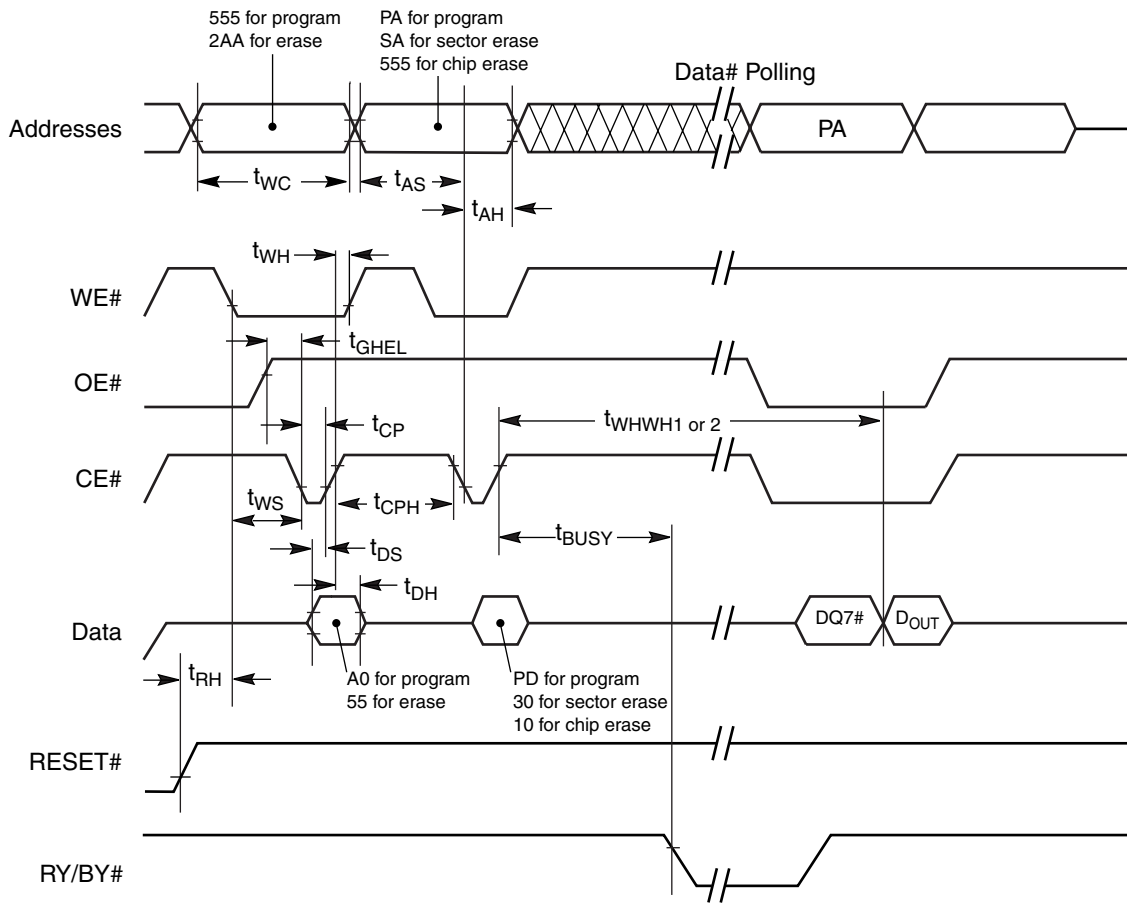 555 for program
2AA for erase
PA for program
SA for sector erase
555 for chip erase
Data# Polling
Addresses
PA
tWC
tAS
tAH
tWH
WE#
tGHEL
OE#
tWHWH1 or 2
tCP
CE#
tWS
tCPH
tBUSY
tDS
tDH
Data
DQ7#
DOUT
tRH
A0 for program
55 for erase
PD for program
30 for sector erase
10 for chip erase
RESET#
RY/BY#